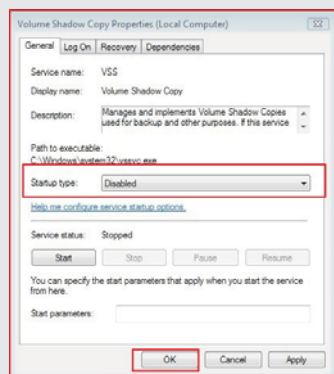 Volume Shadow Copy Properties (Local Computer)
General Log On Recovery Dependencies
Service name: VSS
Display name: Volume Shadow Copy
Description: Manages and implements Volume Shadow Copies
used for backup and other purposes. If this service
Path to executable:
C:\Windows\system32\vssvc.exe
Startup type: Disabled
Help me configure service startup options.
Service status: Stopped
Start Stop Pause Resume
You can specify the start parameters that apply when you start the service
from here.
Start parameters:
OK Cancel Apply